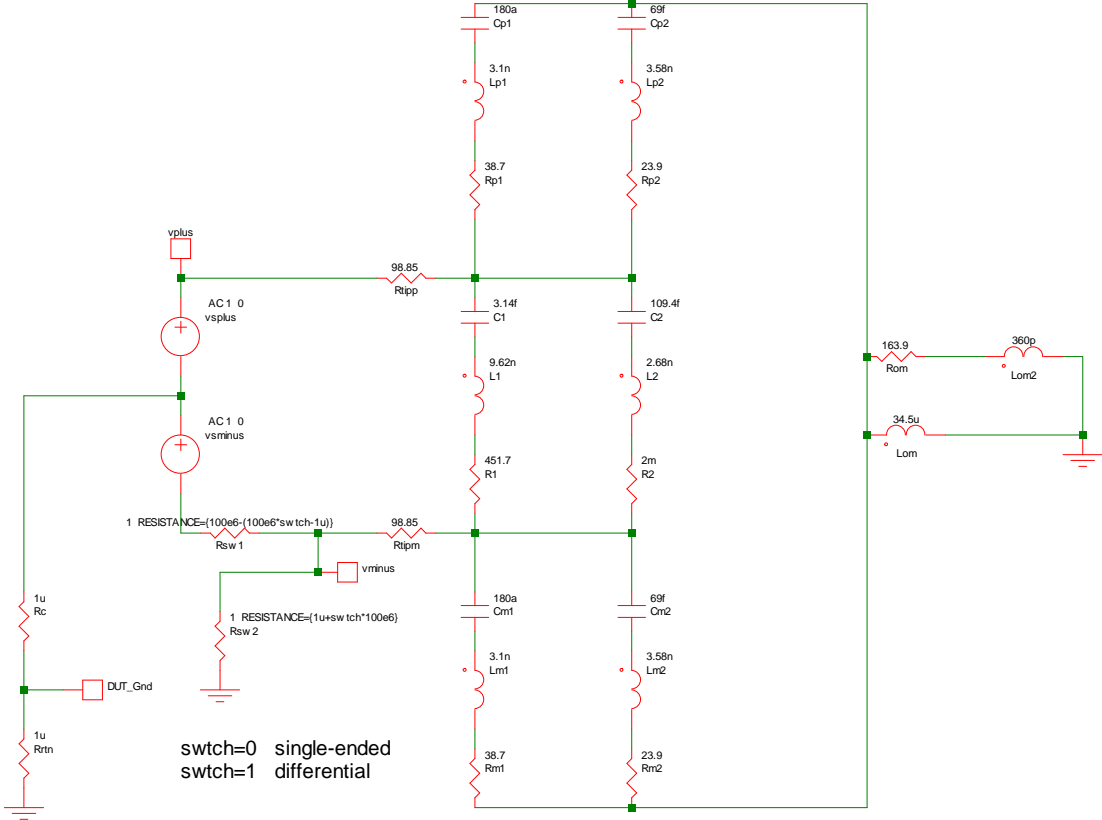 180a
Cp1
69f
Cp2
3.1n
Lp1
3.58n
Lp2
38.7
Rp1
23.9
Rp2
vplus
98.85
Rtipp
AC 1 0
vsplus
3.14f
C1
109.4f
C2
163.9
Rom
360p
Lom2
9.62n
L1
2.68n
L2
AC 1 0
vsminus
34.5u
Lom
451.7
R1
2m
R2
1 RESISTANCE={100e6-(100e6*swtch-1u)}
Rsw1
98.85
Rtipm
vminus
1u
Rc
1 RESISTANCE={1u+swtch*100e6}
Rsw2
180a
Cm1
69f
Cm2
3.1n
Lm1
3.58n
Lm2
DUT_Gnd
1u
Rrtn
38.7
Rm1
23.9
Rm2
swtch=0 single-ended
swtch=1 differential